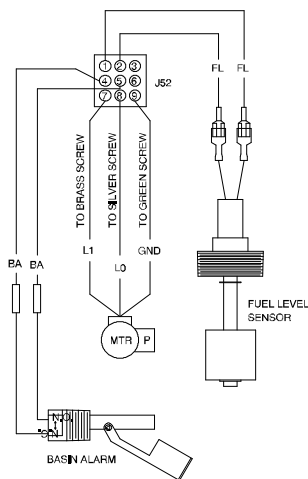 FL FL
1 2 3
4 5 6
7 8 9
J52
TO BRASS SCREW
TO SILVER SCREW
TO GREEN SCREW
L1
L0
GND
BA BA
MTR P
FUEL LEVEL
SENSOR
"N.O."
BASIN ALARM